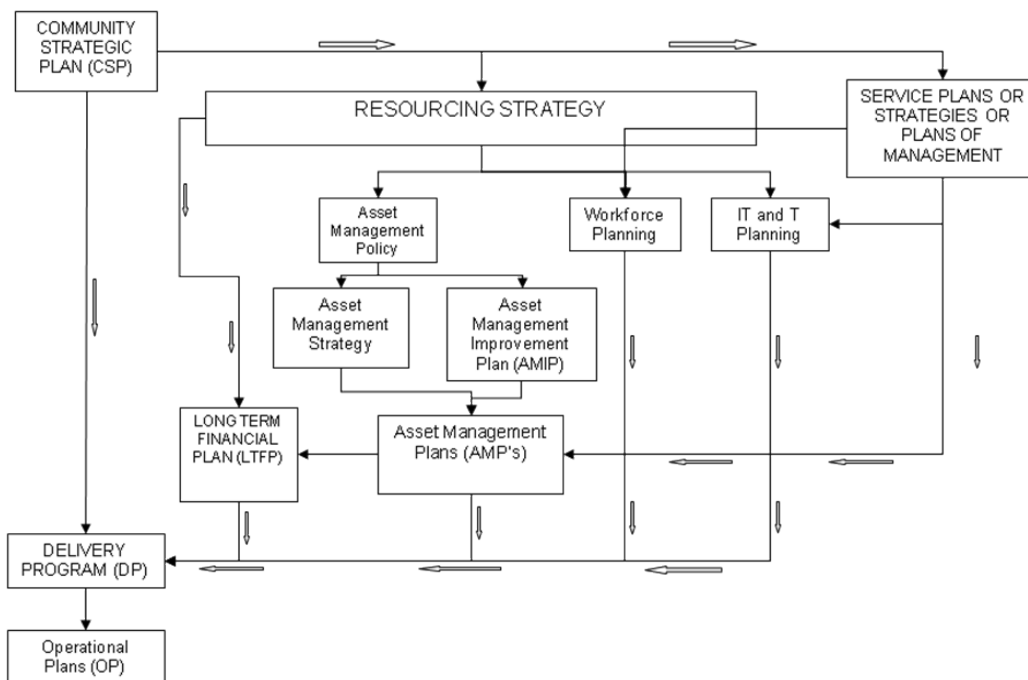 COMMUNITY
STRATEGIC
PLAN (CSP)
RESOURCING STRATEGY
SERVICE PLANS OR
STRATEGIES OR
PLANS OF
MANAGEMENT
Asset
Management
Policy
Workforce
Planning
IT and T
Planning
Asset
Management
Strategy
Asset
Management
Improvement
Plan (AMIP)
LONG TERM
FINANCIAL
PLAN (LTFP)
Asset Management
Plans (AMP's)
DELIVERY
PROGRAM (DP)
Operational
Plans (OP)